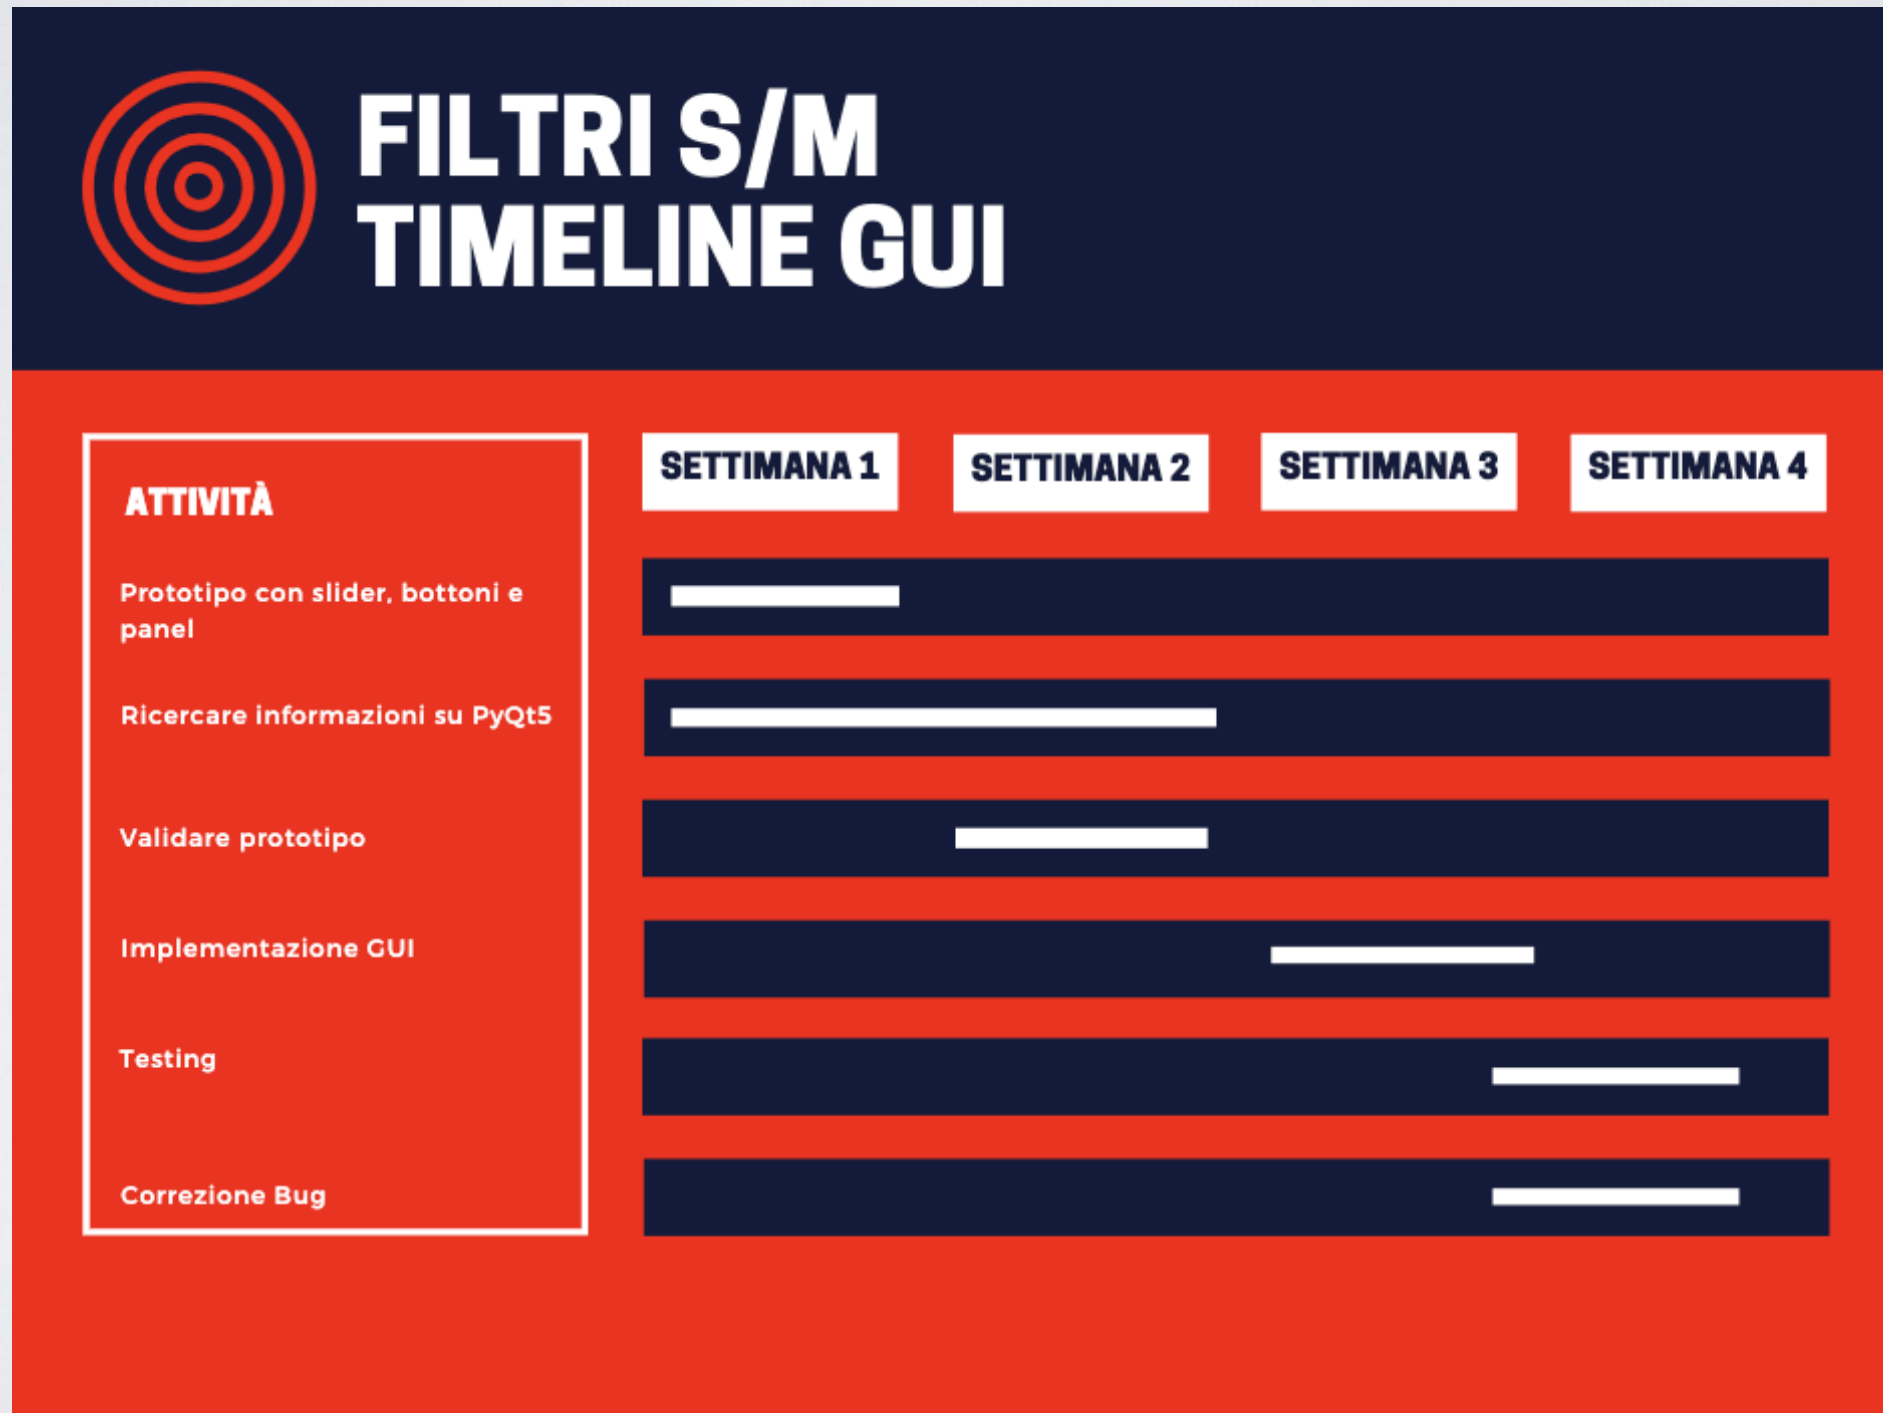 FILTRI S/M
TIMELINE GUI
ATTIVITÀ
SETTIMANA 1
SETTIMANA 2
SETTIMANA 3
SETTIMANA 4
Prototipo con slider, bottoni e
panel
Ricercare informazioni su PyQt5
Validare prototipo
Implementazione GUI
Testing
Correzione Bug